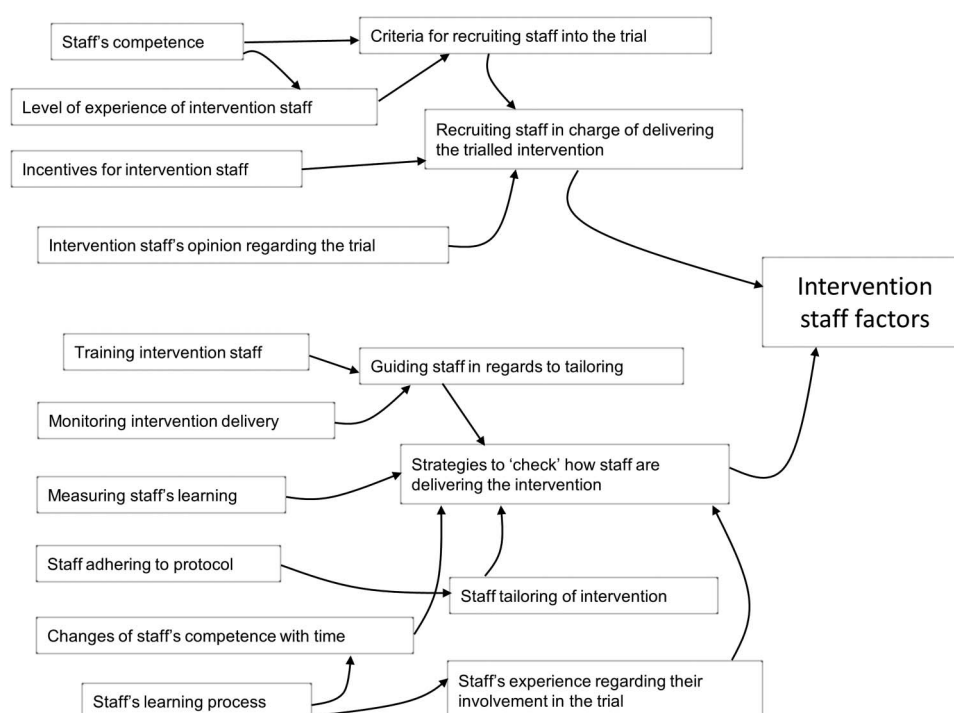 Staff’s competence
Criteria for recruiting staff into the trial
Level of experience of intervention staff
Recruiting staff in charge of delivering
the trialled intervention
Incentives for intervention staff
Intervention staff’s opinion regarding the trial
Intervention
staff factors
Training intervention staff
Guiding staff in regards to tailoring
Monitoring intervention delivery
Strategies to ‘check’ how staff are
delivering the intervention
Measuring staff’s learning
Staff adhering to protocol
Staff tailoring of intervention
Changes of staff’s competence with time
Staff’s experience regarding their
involvement in the trial
Staff’s learning process